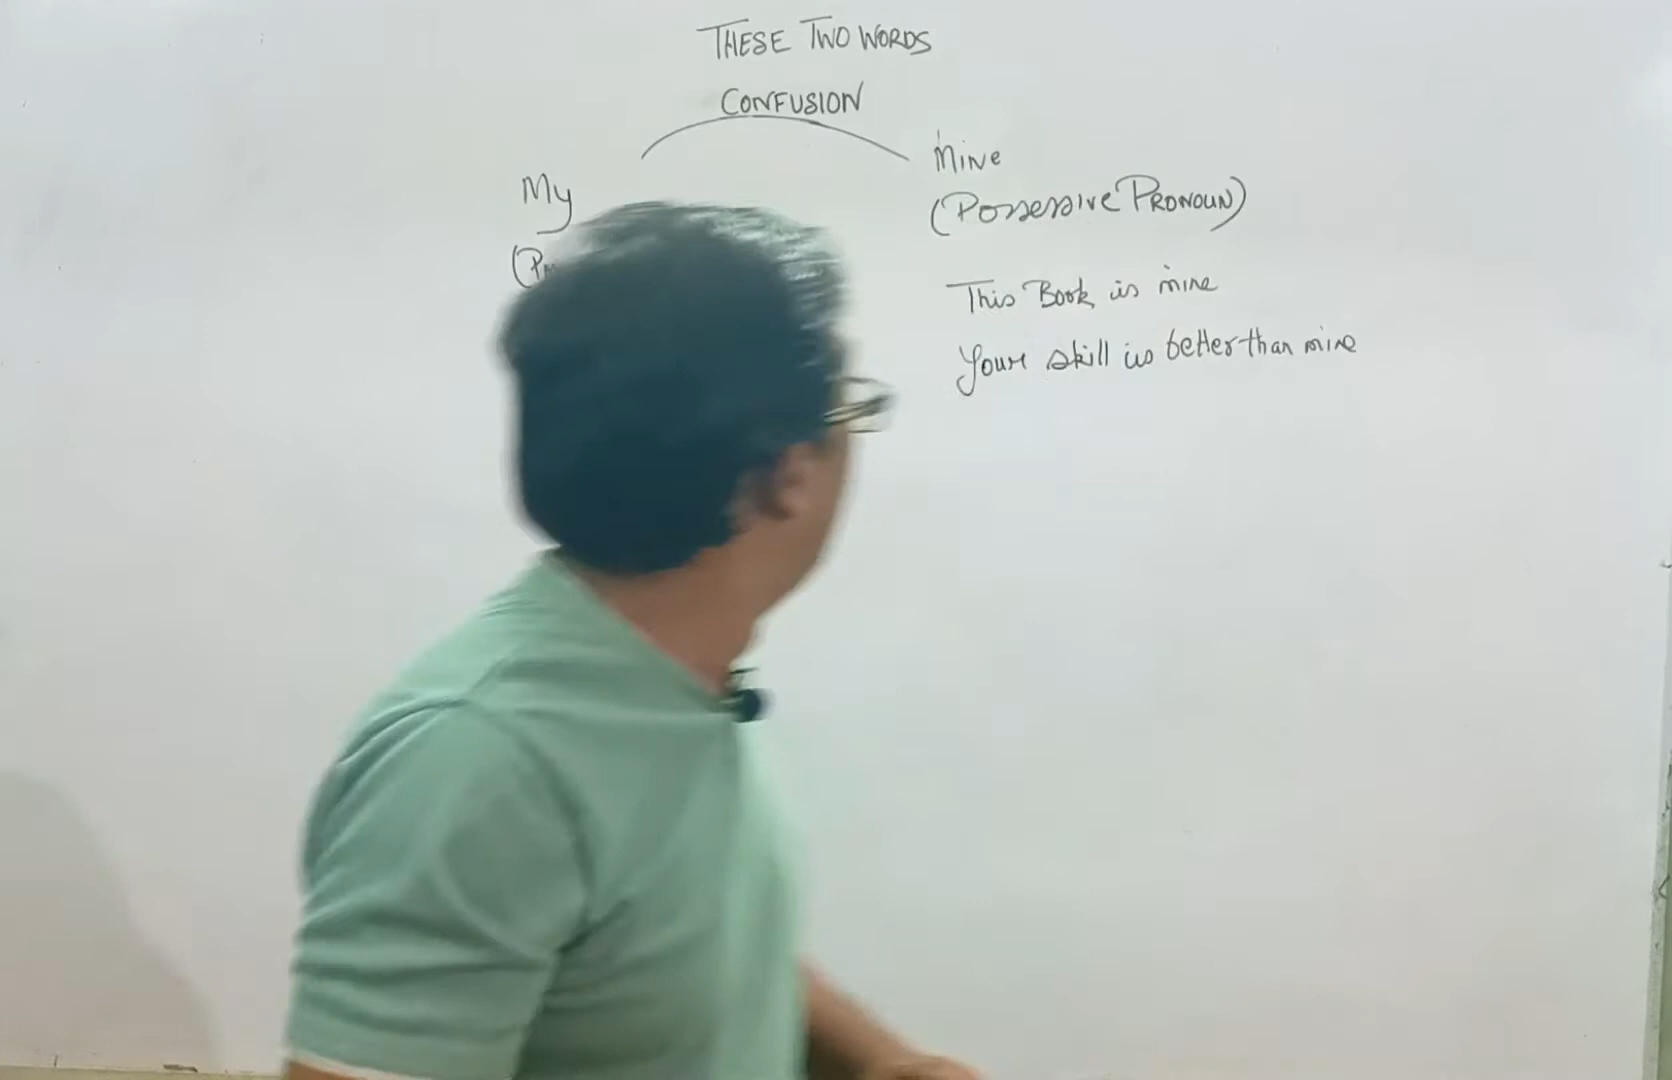 THESE TWO WORDS
CONFUSION
My
Mine
(Possessive PRONOUN)
This Book is mine
Your skill is better than mine